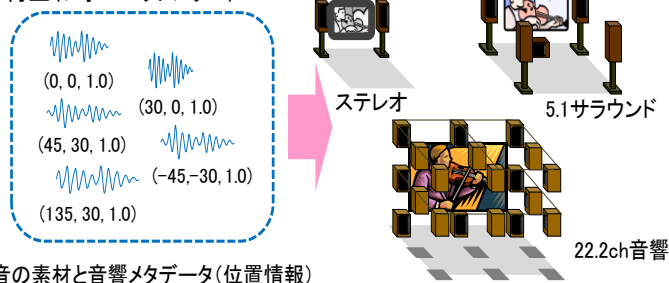 (0, 0, 1.0)
(30, 0, 1.0)
(45, 30, 1.0)
(−45,−30, 1.0)
(135, 30, 1.0)
音の素材と音響メタデータ(位置情報)
ステレオ
5.1サラウンド
22.2ch音響